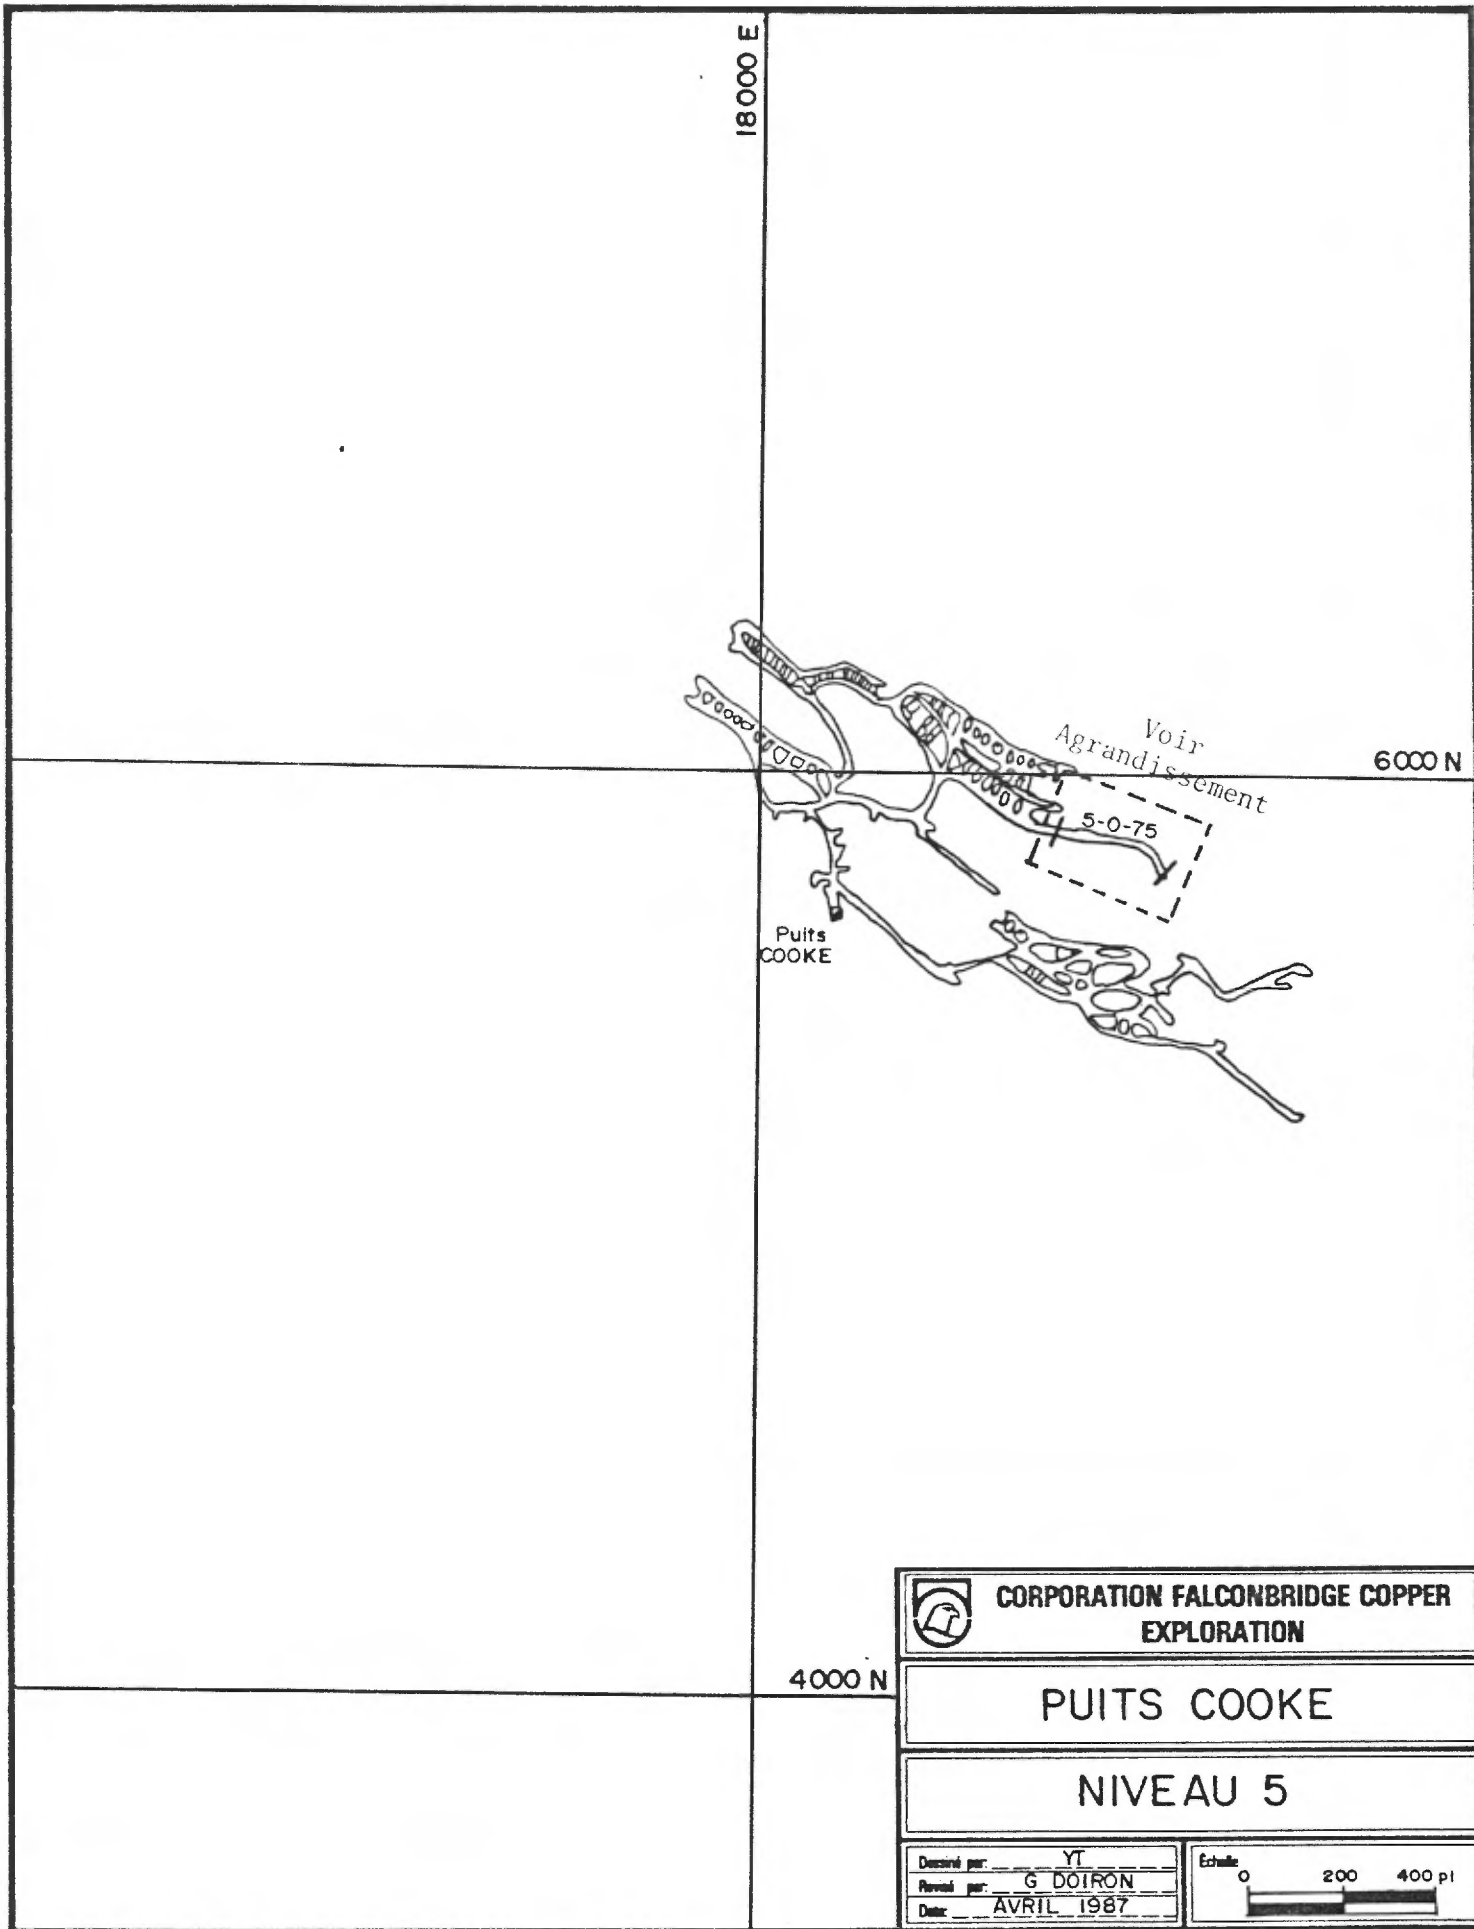 18000 E
Voir
Agrandissement
6000 N
5-0-75
Puits
COOKE
4000 N
CORPORATION FALCONBRIDGE COPPER
EXPLORATION
PUITS COOKE
NIVEAU 5
Dessiné par: YT
Revisé par: G DOIRON
Date: AVRIL 1987
Échelle
0 200 400 pi